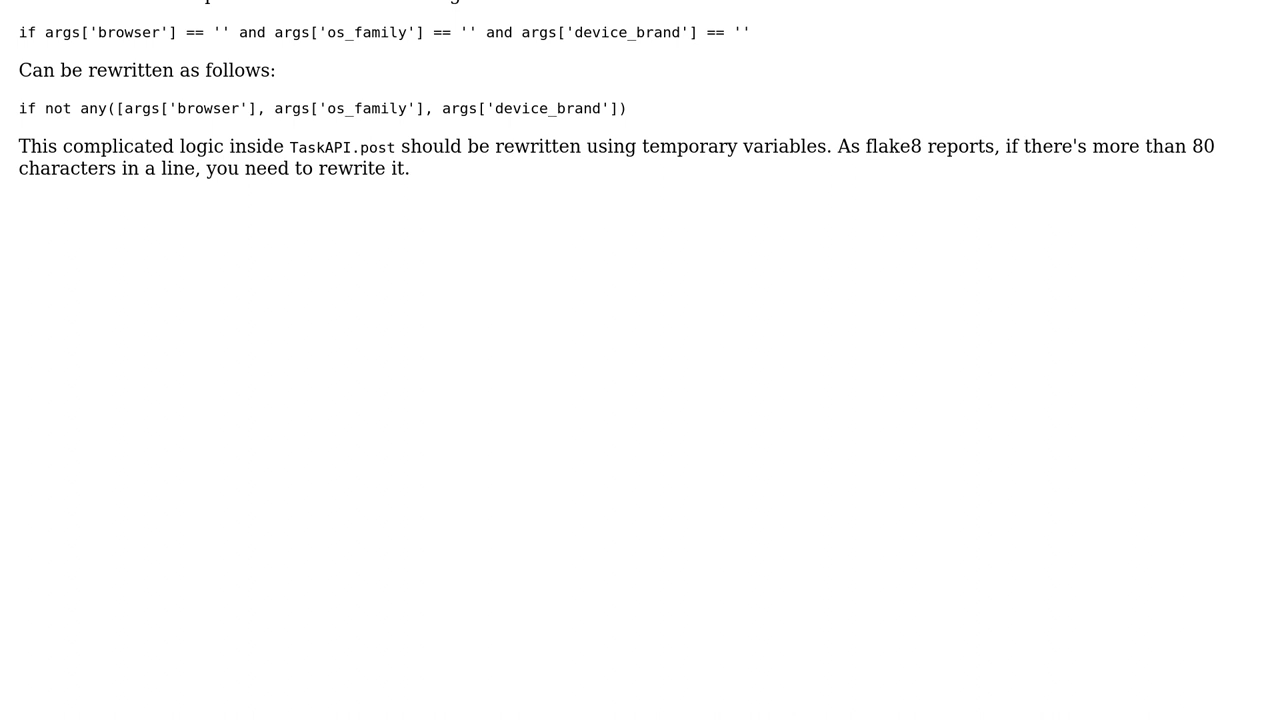 if args['browser'] == '' and args['os_family'] == '' and args['device_brand'] == ''
Can be rewritten as follows:
if not any([args['browser'], args['os_family'], args['device_brand'])
This complicated logic inside TaskAPI.post should be rewritten using temporary variables. As flake8 reports, if there's more than 80
characters in a line, you need to rewrite it.